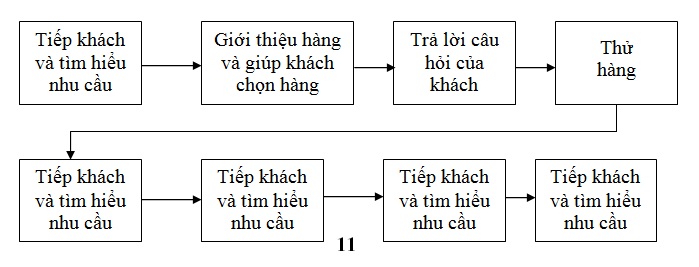 Tiếp khách
và tìm hiểu
nhu cầu
Giới thiệu hàng
và giúp khách
chọn hàng
Trả lời câu
hỏi của
khách
Thử
hàng
Tiếp khách
và tìm hiểu
nhu cầu
Tiếp khách
và tìm hiểu
nhu cầu
Tiếp khách
và tìm hiểu
nhu cầu
Tiếp khách
và tìm hiểu
nhu cầu
11